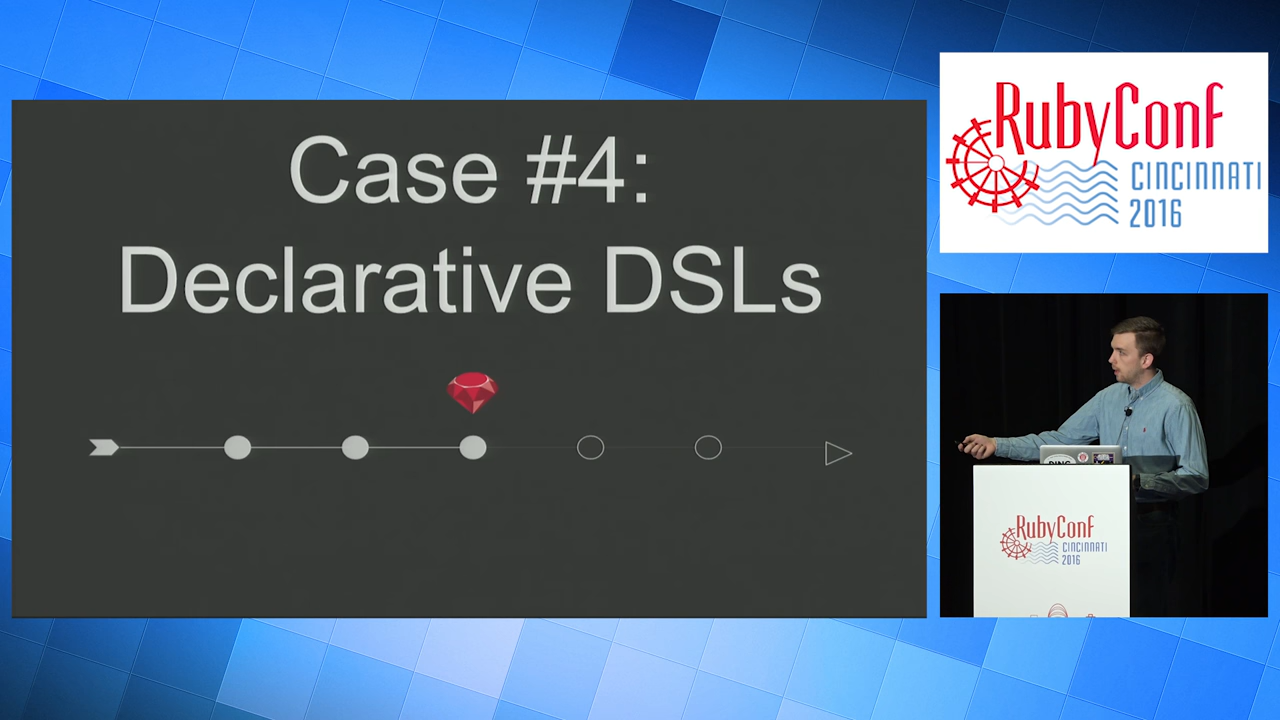 Case #4:
Declarative DSLs
RubyConf
CINCINNATI
2016
RubyConf
CINCINNATI
2016